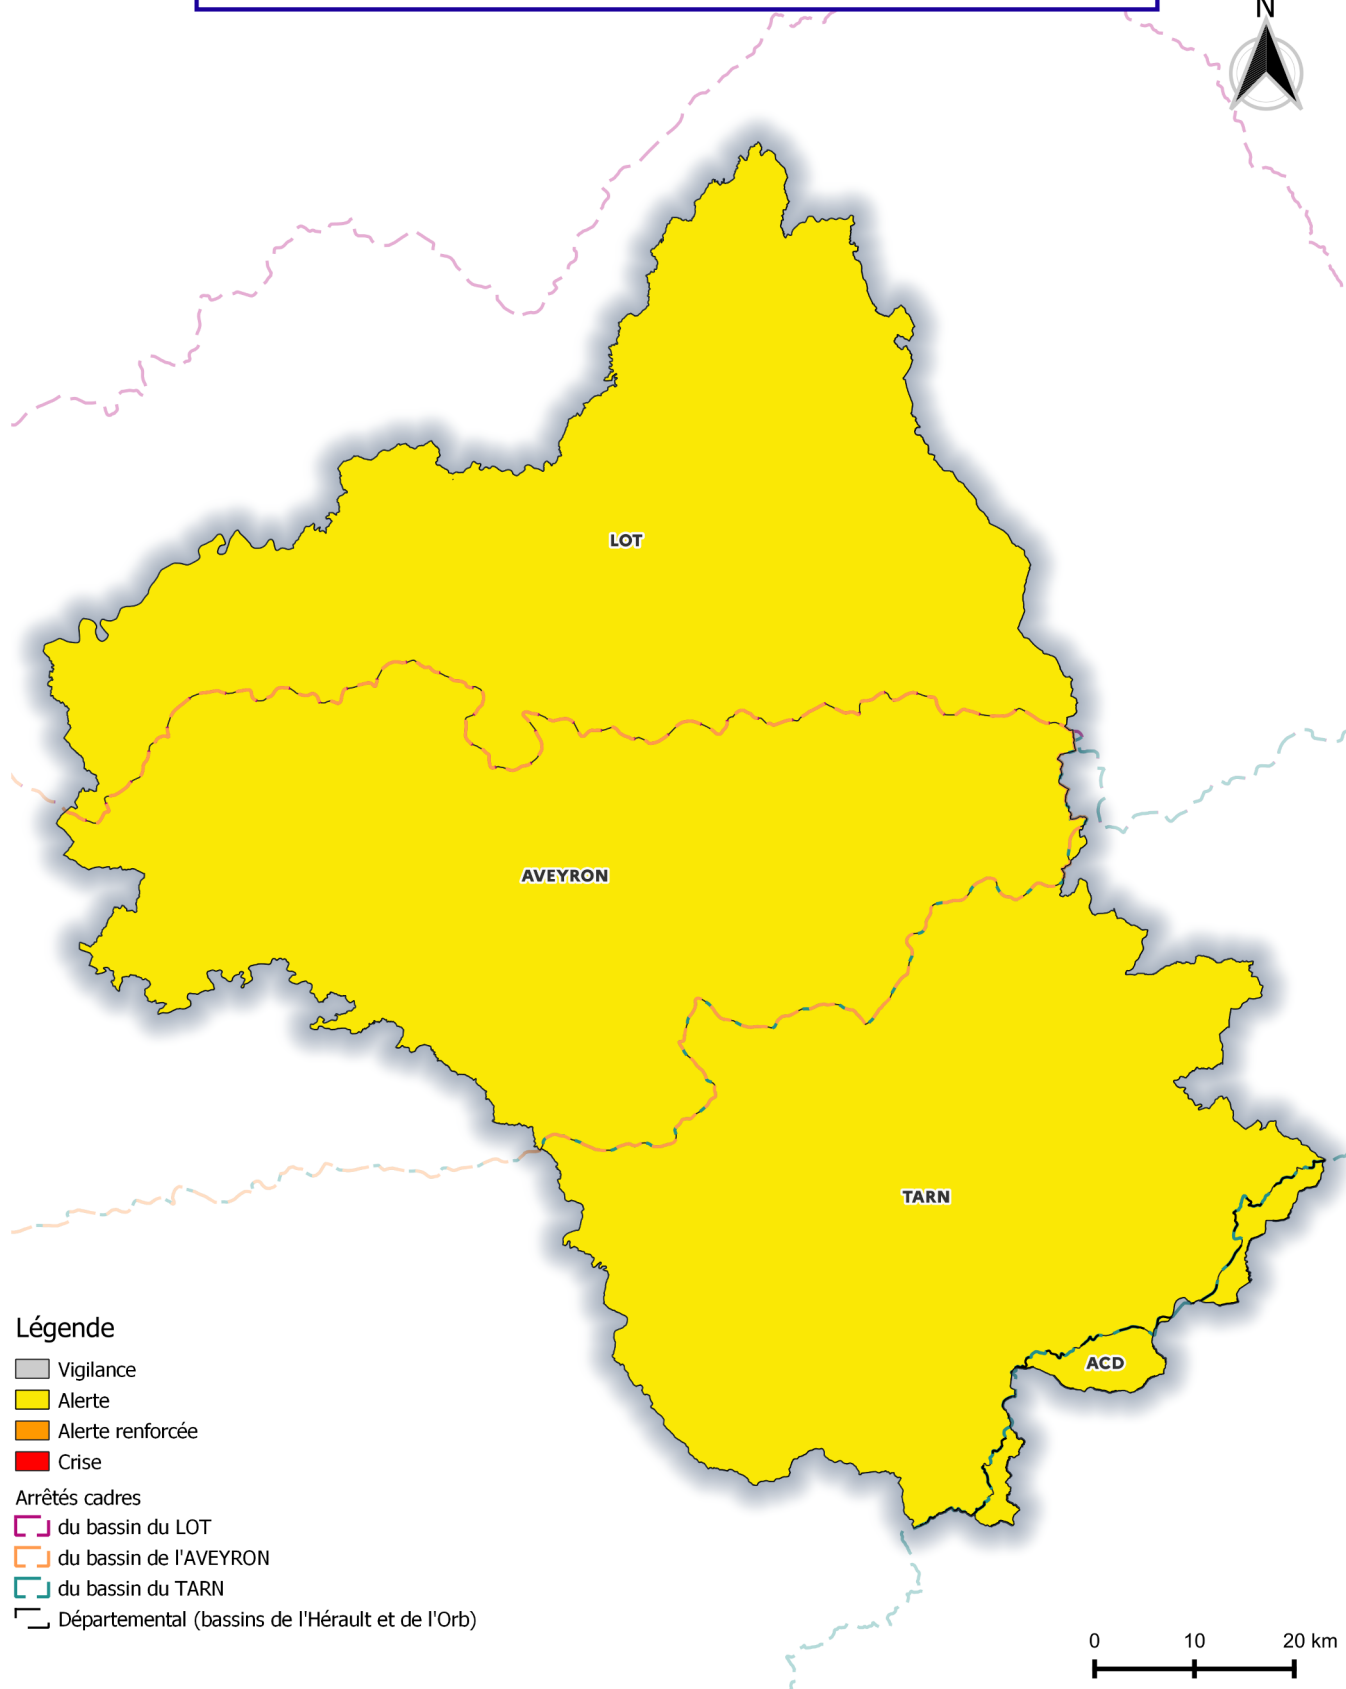 N
LOT
AVEYRON
TARN
ACD
Légende
Vigilance
Alerte
Alerte renforcée
Crise
Arrêtés cadres
du bassin du LOT
du bassin de l'AVEYRON
du bassin du TARN
Départemental (bassins de l'Hérault et de l'Orb)
0 10 20 km